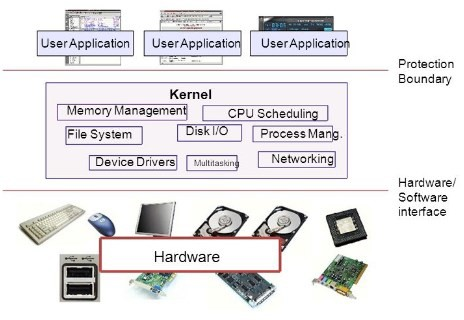 User Application
User Application
User Application
Protection
Boundary
Kernel
Memory Management
CPU Scheduling
File System
Disk I/O
Process Mang.
Device Drivers
Multitasking
Networking
Hardware/
Software
interface
Hardware